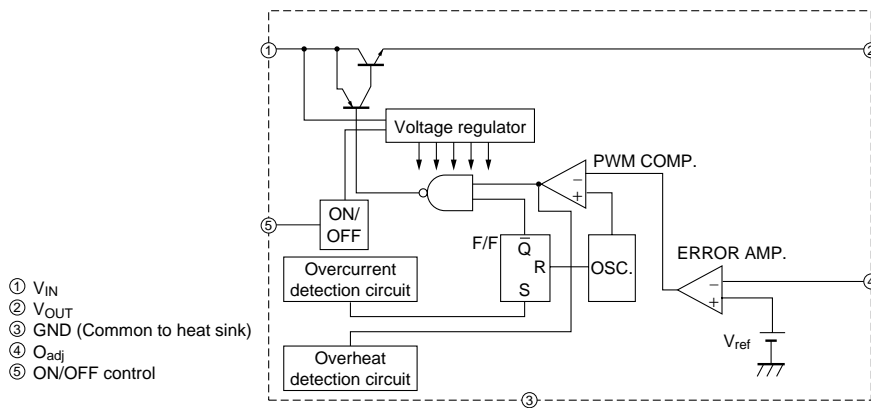 ①
②
Voltage regulator
PWM COMP.
−
+
⑤
ON/
OFF
F/F
Q̅
R
S
OSC.
ERROR AMP.
−
+
④
Overcurrent
detection circuit
Vref
Overheat
detection circuit
③
① VIN
② VOUT
③ GND (Common to heat sink)
④ Oadj
⑤ ON/OFF control